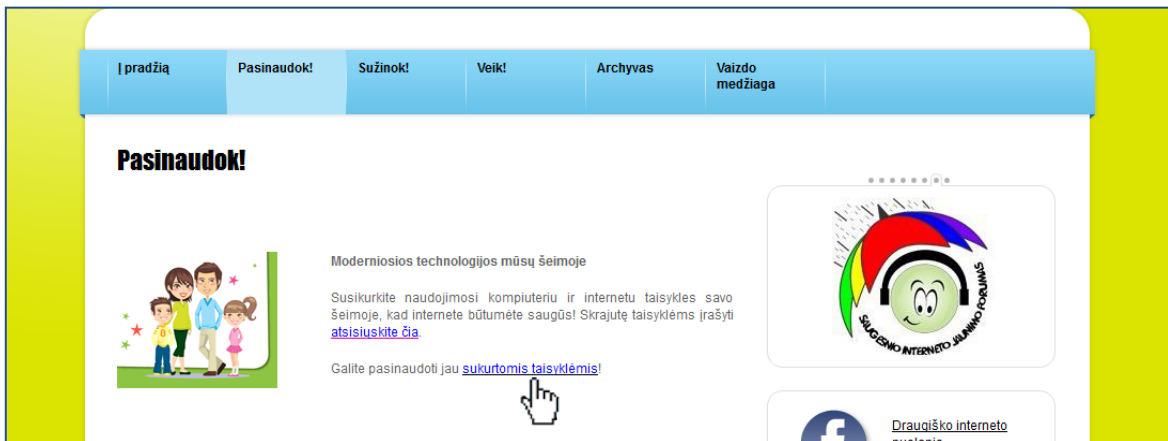 Į pradžią
Pasinaudok!
Sužinok!
Veik!
Archyvas
Vaizdo
medžiaga
Pasinaudok!
Moderniosios technologijos mūsų šeimoje
Susikurkite naudojimosi kompiuteriu ir internetu taisykles savo
šeimoje, kad internete būtumėte saugūs! Skrajutę taisyklėms įrašyti
atsisiuskite čia.
Galite pasinaudoti jau sukurtomis taisyklėmis!
SAUGESNIO INTERNETO JAUNIMO FORUMAS
Draugiško interneto